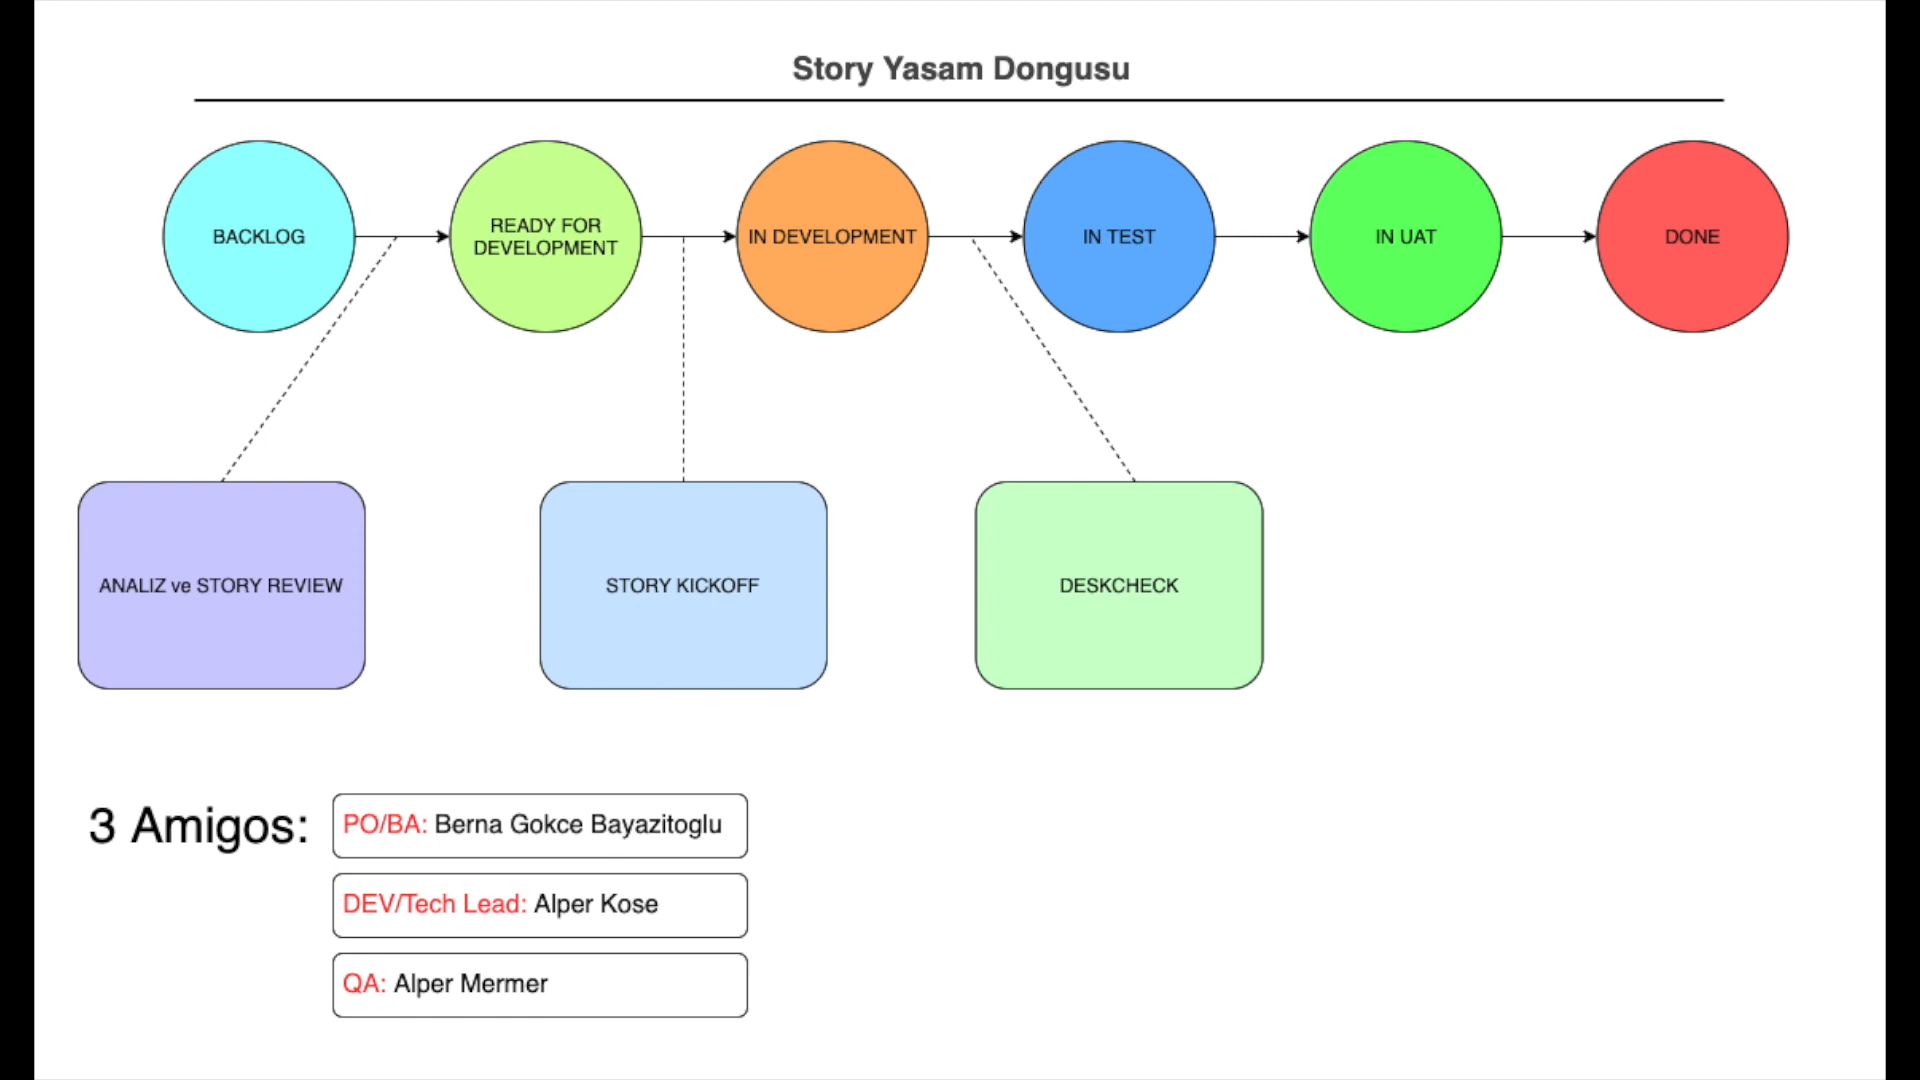 Story Yasam Dongusu
BACKLOG
READY FOR
DEVELOPMENT
IN DEVELOPMENT
IN TEST
IN UAT
DONE
ANALIZ ve STORY REVIEW
STORY KICKOFF
DESKCHECK
3 Amigos:
PO/BA: Berna Gokce Bayazitoglu
DEV/Tech Lead: Alper Kose
QA: Alper Mermer